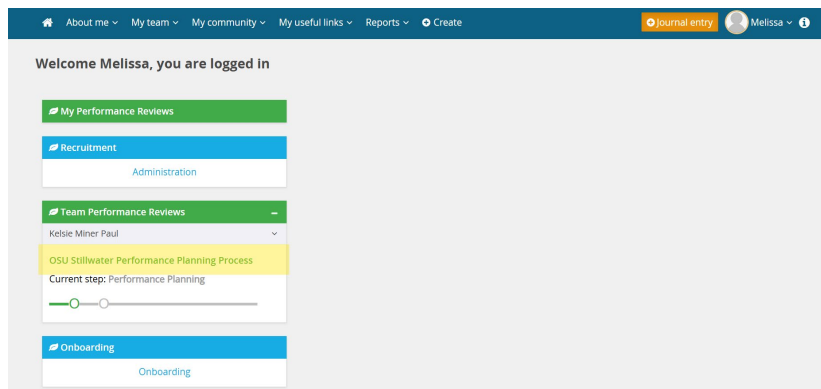 About me My team My community My useful links Reports Create Journal entry Melissa
Welcome Melissa, you are logged in
My Performance Reviews
Recruitment
Administration
Team Performance Reviews
Kelsie Miner Paul
OSU Stillwater Performance Planning Process
Current step: Performance Planning
Onboarding
Onboarding